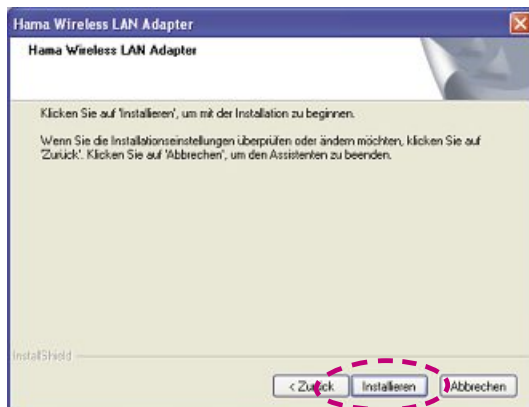 Hama Wireless LAN Adapter
Hama Wireless LAN Adapter
Klicken Sie auf 'Installieren', um mit der Installation zu beginnen.
Wenn Sie die Installationseinstellungen überprüfen oder ändern möchten, klicken Sie auf
'Zurück'. Klicken Sie auf 'Abbrechen', um den Assistenten zu beenden.
InstallShield
< Zurück Installieren Abbrechen